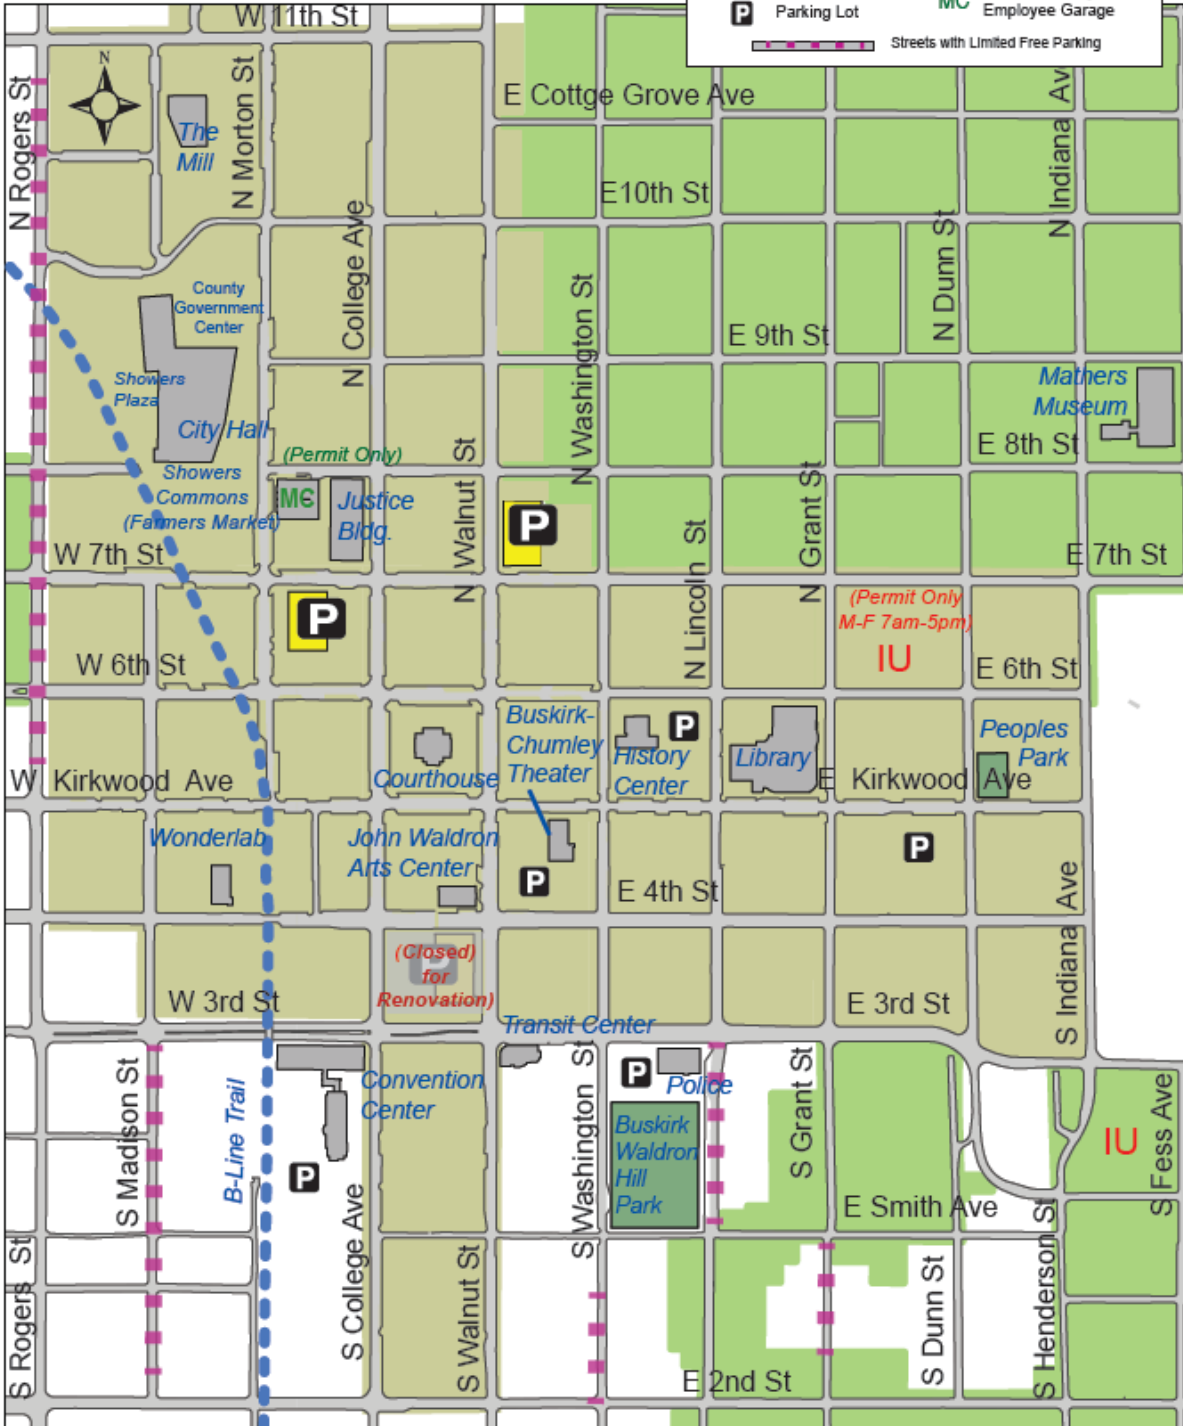 W 11th St
P Parking Lot
MC Employee Garage
Streets with Limited Free Parking
N
N Rogers St
The
Mill
N Morton St
E Cottge Grove Ave
N Indiana Ave
E10th St
N College Ave
County
Government
Center
N Washington St
N Dunn St
E 9th St
Showers
Plaza
City Hall
Mathers
Museum
E 8th St
(Permit Only)
MC
Justice
Bldg.
Showers
Commons
(Farmers Market)
N Walnut St
P
N Lincoln St
N Grant St
W 7th St
E 7th St
P
(Permit Only
M-F 7am-5pm)
IU
W 6th St
E 6th St
Buskirk-
Chumley
Theater
P
History
Center
Library
Peoples
Park
Courthouse
W Kirkwood Ave
E Kirkwood Ave
Wonderlab
John Waldron
Arts Center
P
P
E 4th St
S Indiana Ave
P
(Closed)
for
Renovation)
W 3rd St
E 3rd St
Transit Center
S Madison St
B-Line Trail
Convention
Center
P
P
Police
Buskirk
Waldron
Hill
Park
S Washington St
S Grant St
IU
S Fess Ave
E Smith Ave
S Rogers St
S College Ave
S Walnut St
S Dunn St
S Henderson St
E 2nd St